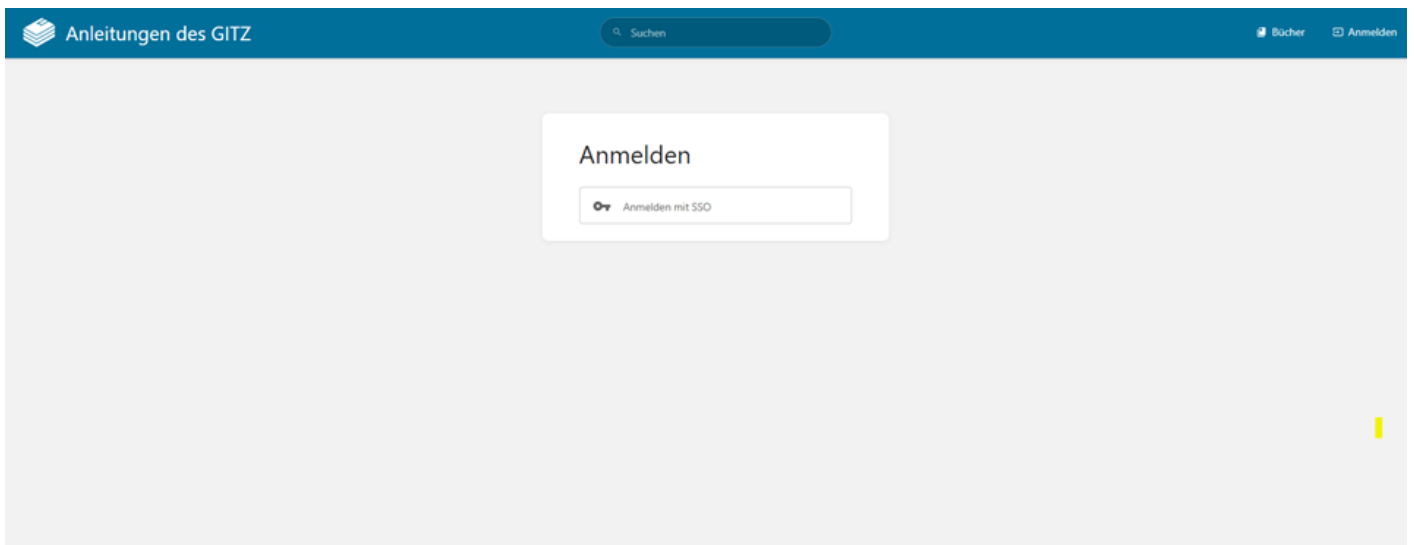 Anleitungen des GITZ
Suchen
Bücher
Anmelden
Anmelden
Anmelden mit SSO